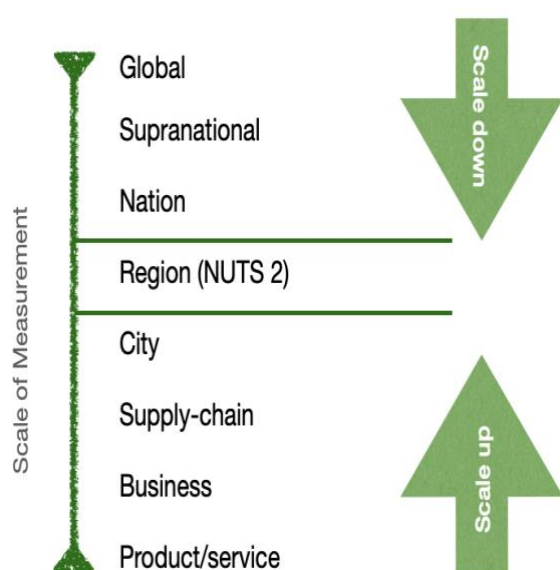 Scale of Measurement
Global
Supranational
Nation
Region (NUTS 2)
City
Supply-chain
Business
Product/service
Scale down
Scale up